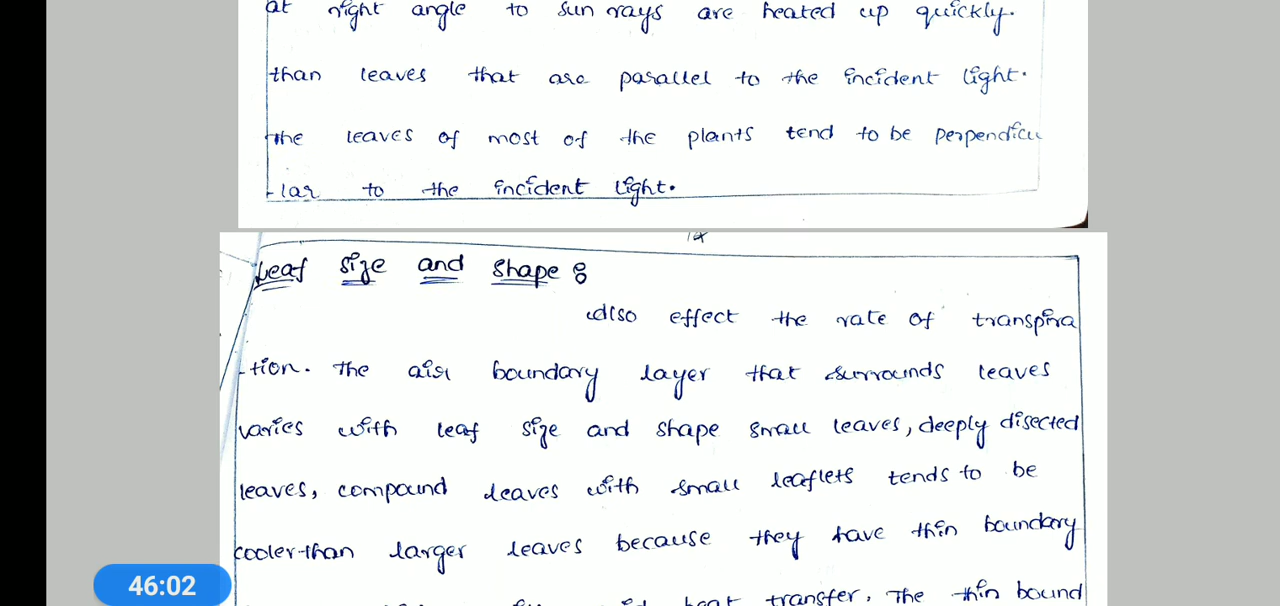 at right angle to sun rays are heated up quickly.
than leaves that are parallel to the incident light.
the leaves of most of the plants tend to be perpendicu
-lar to the incident light.
Leaf size and shape :
also effect the rate of transpira
-tion. The air boundary layer that surrounds leaves
varies with leaf size and shape small leaves, deeply disected
leaves, compound leaves with small leaflets tends to be
cooler than larger leaves because they have thin boundary
heat transfer. The thin bound
46:02